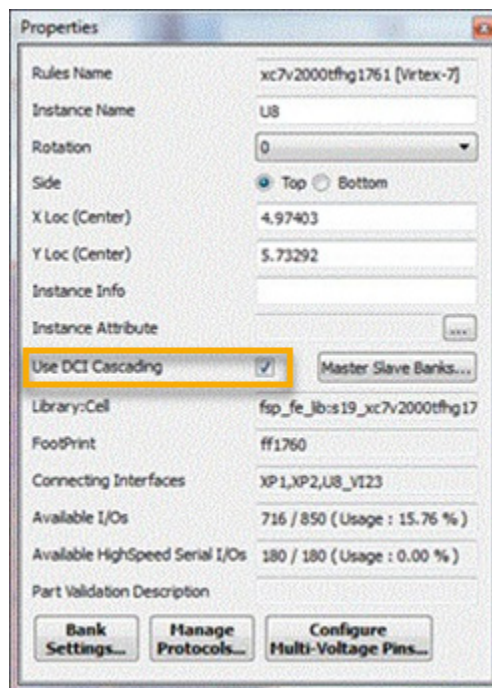 Properties
Rules Name xc7v2000tfhg1761 [Virtex-7]
Instance Name U8
Rotation 0
Side Top Bottom
X Loc (Center) 4.97403
Y Loc (Center) 5.73292
Instance Info
Instance Attribute ...
Use DCI Cascading Master Slave Banks...
Library:Cell fsp_fe_lib:s19_xc7v2000tfhg17
FootPrint ff1760
Connecting Interfaces XP1,XP2,U8_VI23
Available I/Os 716 / 850 ( Usage : 15.76 % )
Available HighSpeed Serial I/Os 180 / 180 ( Usage : 0.00 % )
Part Validation Description
Bank Settings... Manage Protocols... Configure Multi-Voltage Pins...